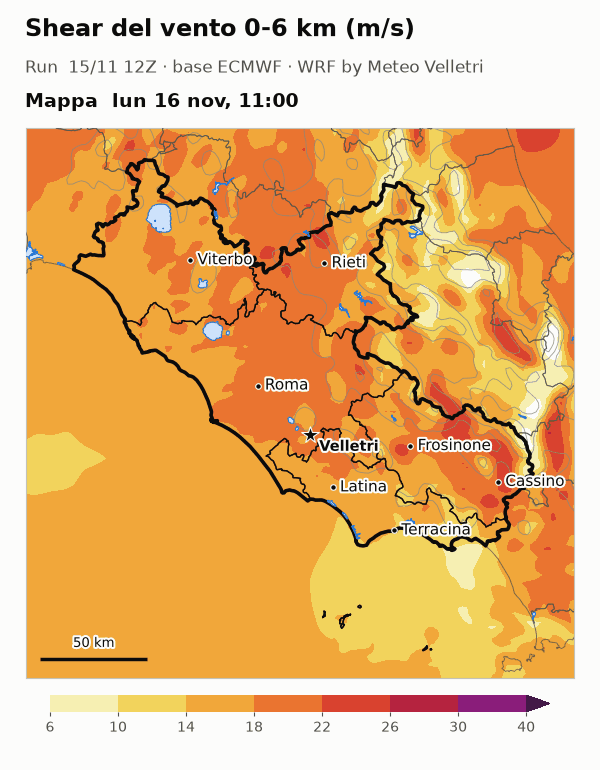 Shear del vento 0-6 km (m/s)
Run  15/11 12Z · base ECMWF · WRF by Meteo Velletri
Mappa  lun 16 nov, 11:00
Viterbo
Rieti
Roma
Velletri
Frosinone
Cassino
Latina
Terracina
50 km
6 10 14 18 22 26 30 40